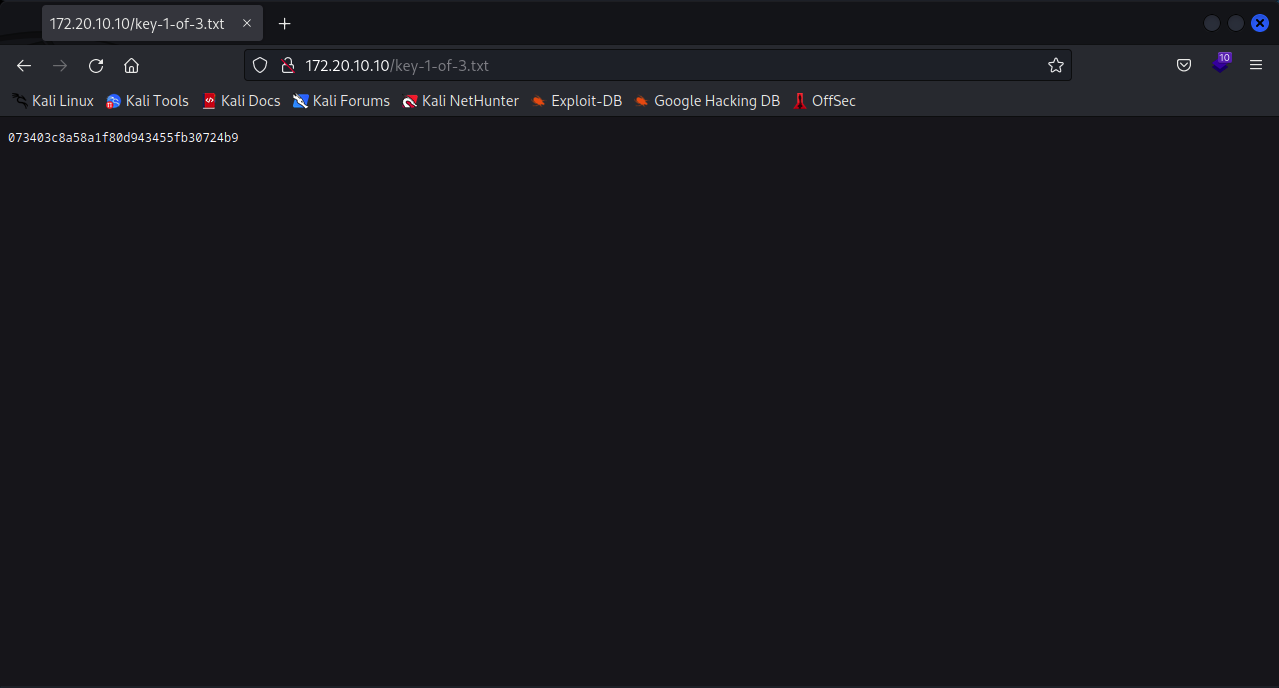 172.20.10.10/key-1-of-3.txt
172.20.10.10/key-1-of-3.txt
10
Kali Linux Kali Tools Kali Docs Kali Forums Kali NetHunter Exploit-DB Google Hacking DB OffSec
073403c8a58a1f80d943455fb30724b9